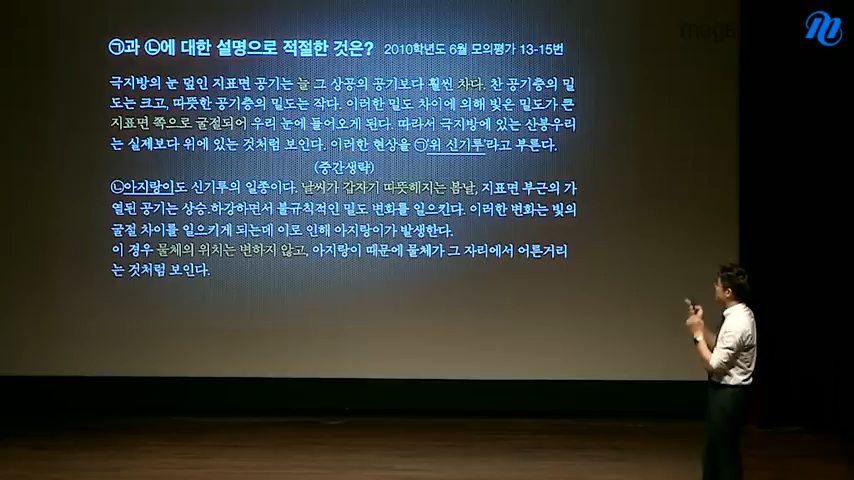 ㉠과 ㉡에 대한 설명으로 적절한 것은? 2010학년도 6월 모의평가 13-15번
극지방의 눈 덮인 지표면 공기는 늘 그 상공의 공기보다 훨씬 차다. 찬 공기층의 밀
도는 크고, 따뜻한 공기층의 밀도는 작다. 이러한 밀도 차이에 의해 빛은 밀도가 큰
지표면 쪽으로 굴절되어 우리 눈에 들어오게 된다. 따라서 극지방에 있는 산봉우리
는 실제보다 위에 있는 것처럼 보인다. 이러한 현상을 ㉠'위 신기루'라고 부른다.
(중간생략)
㉡아지랑이도 신기루의 일종이다. 날씨가 갑자기 따뜻해지는 봄날, 지표면 부근의 가
열된 공기는 상승.하강하면서 불규칙적인 밀도 변화를 일으킨다. 이러한 변화는 빛의
굴절 차이를 일으키게 되는데 이로 인해 아지랑이가 발생한다.
이 경우 물체의 위치는 변하지 않고, 아지랑이 때문에 물체가 그 자리에서 어른거리
는 것처럼 보인다.